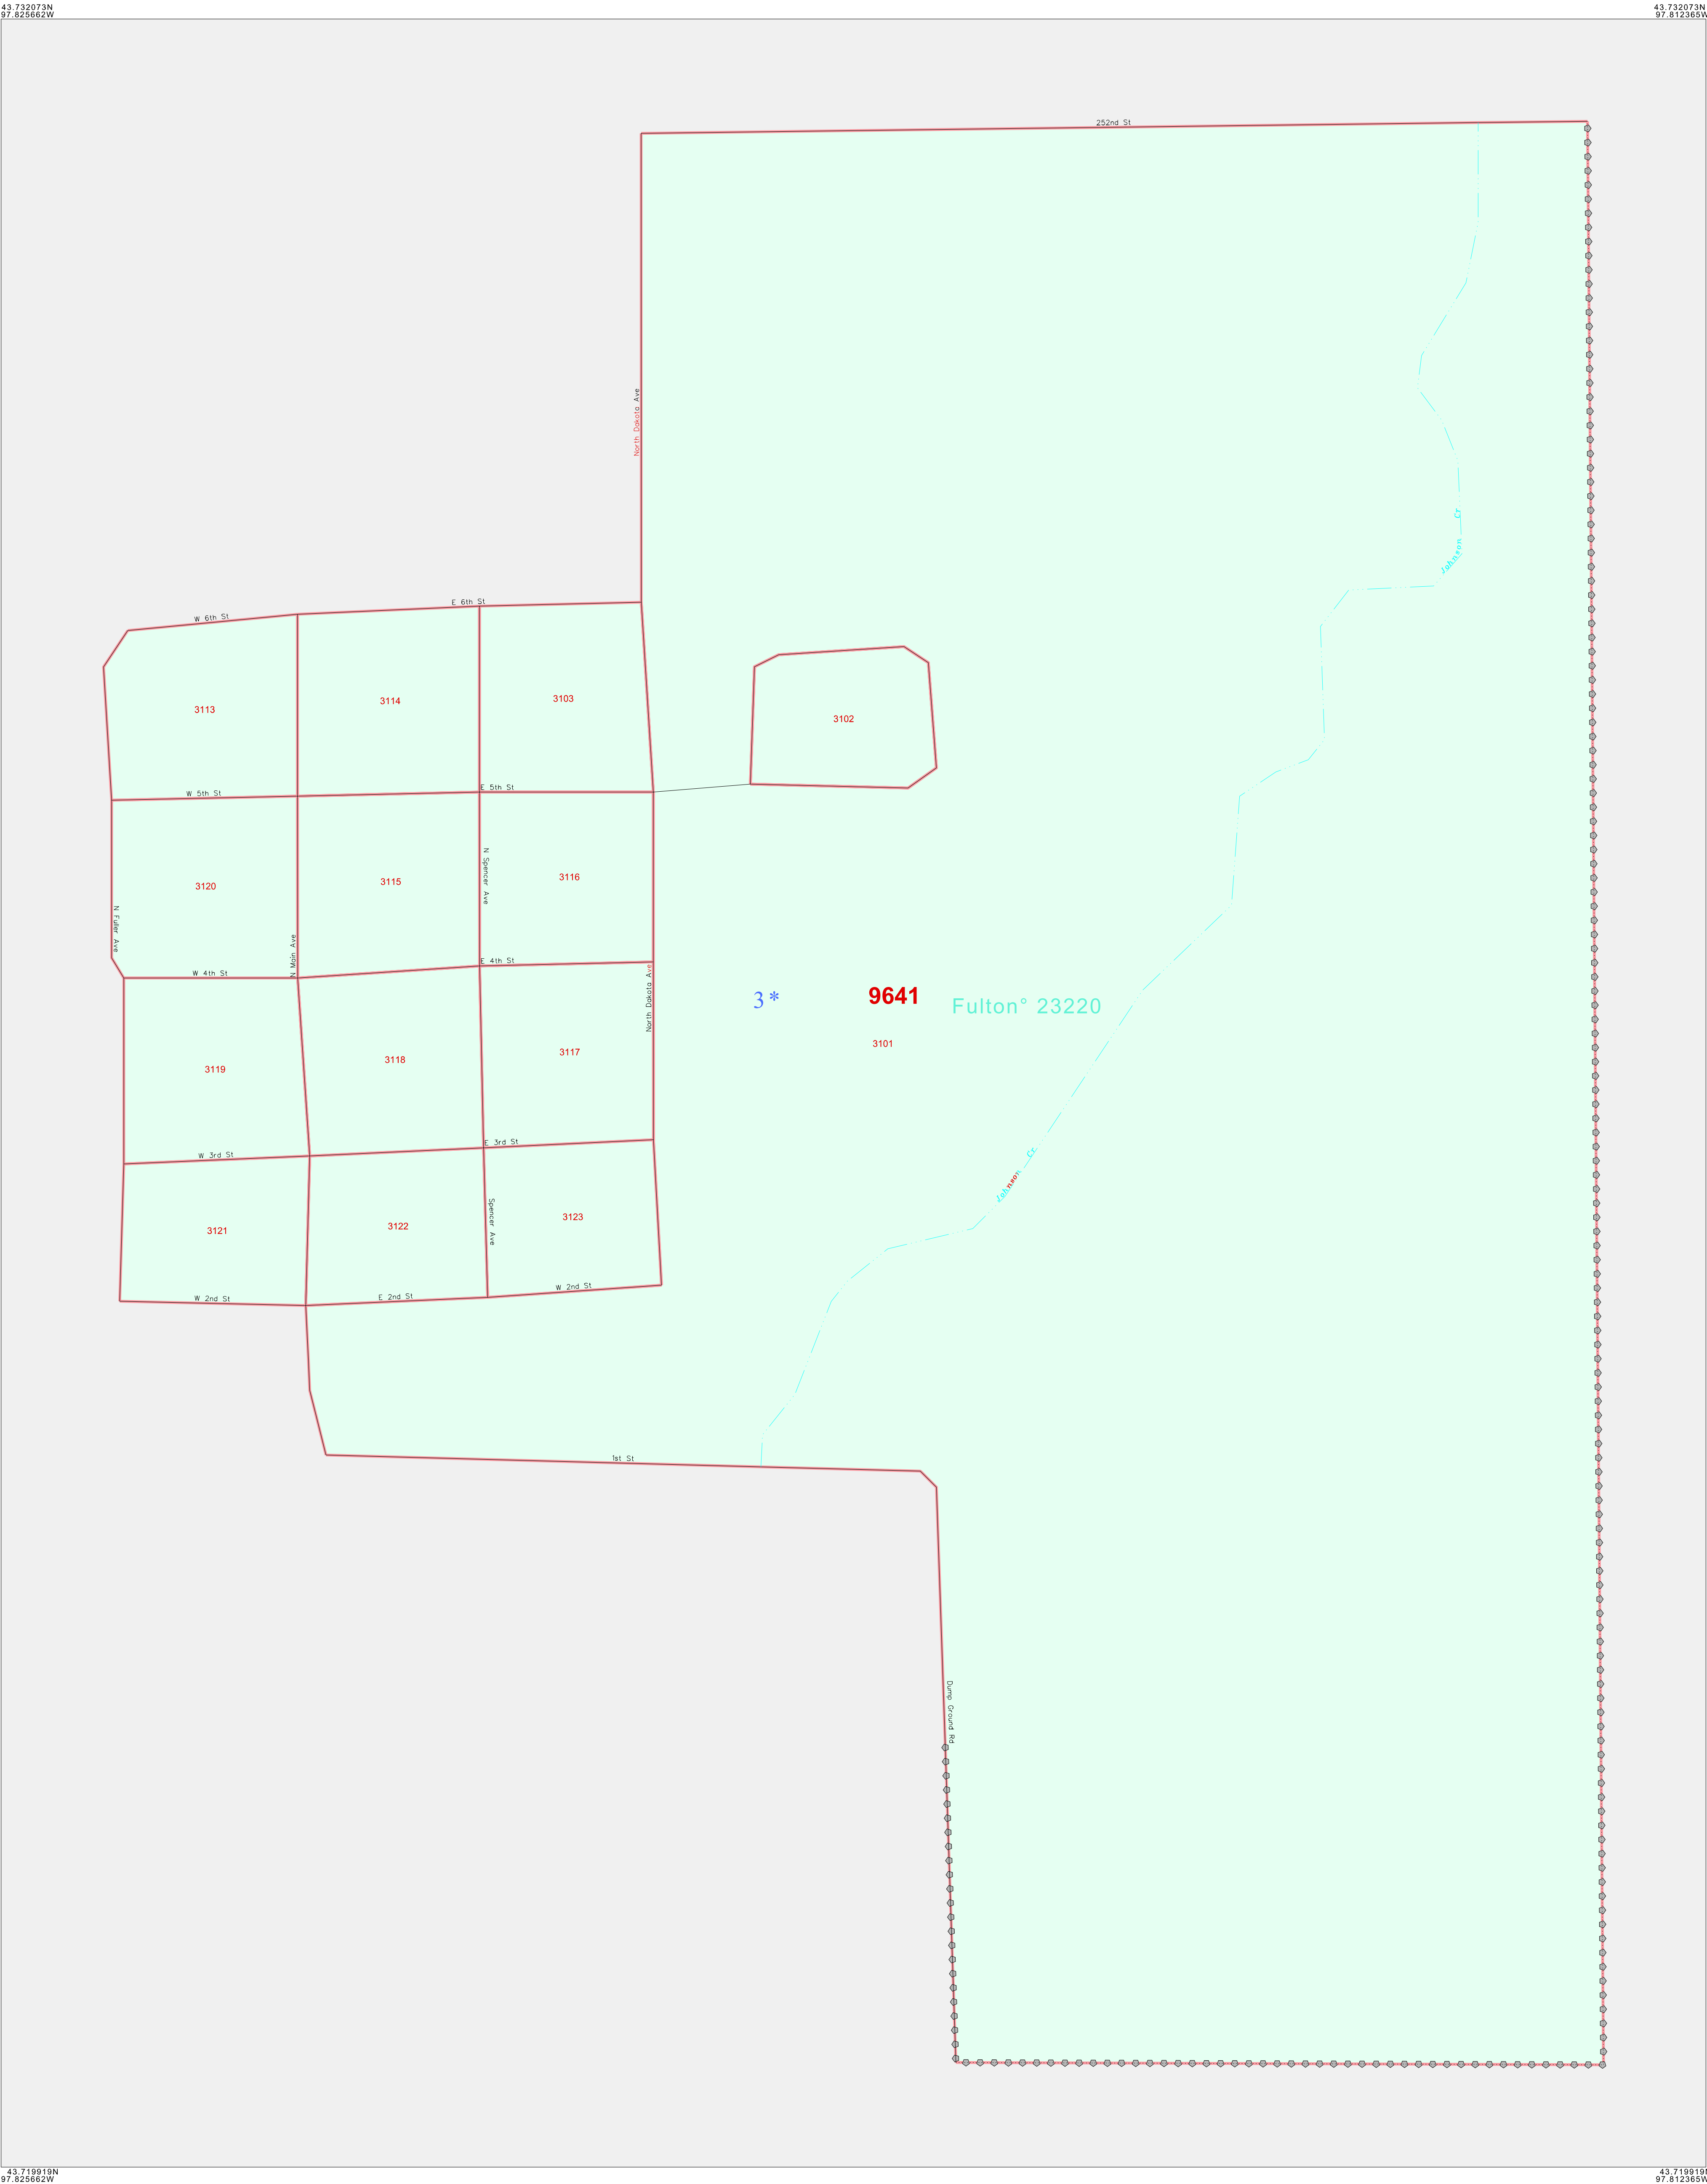 43.732073N
97.825662W
43.732073N
97.812365W
252nd St
North Dakota Ave
Johnson Cr
W 6th St
E 6th St
3113
3114
3103
3102
W 5th St
E 5th St
3120
3115
3116
N Fuller Ave
N Main Ave
N Spencer Ave
W 4th St
E 4th St
North Dakota Ave
3*
9641
Fulton° 23220
3101
3119
3118
3117
W 3rd St
E 3rd St
Johnson Cr
3121
3122
3123
Spencer Ave
W 2nd St
E 2nd St
W 2nd St
1st St
Dump Ground Rd
43.719919N
97.825662W
43.719919N
97.812365W